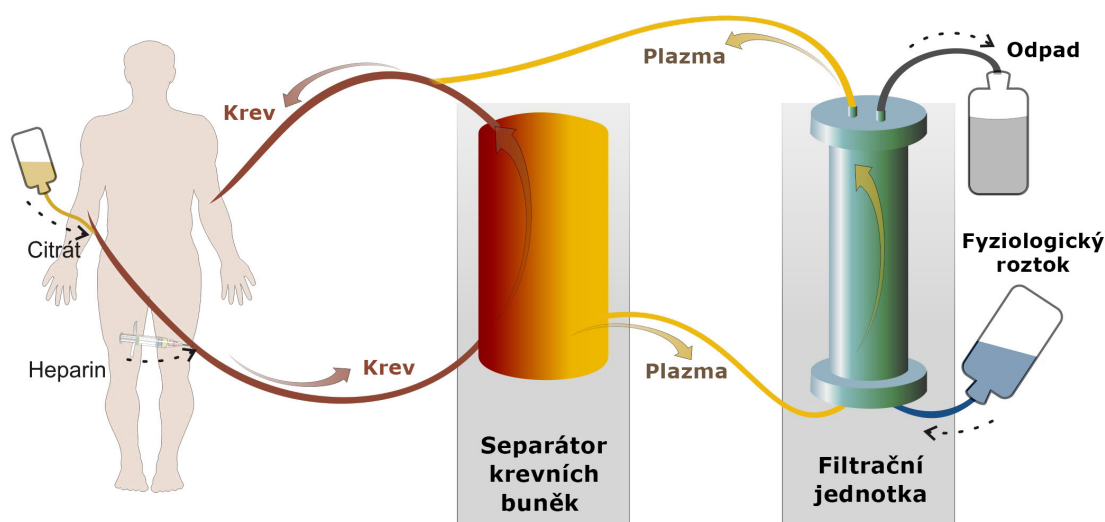 Plazma
Odpad
Krev
Citrát
Fyziologický
roztok
Heparin
Krev
Plazma
Separátor
krevních
buněk
Filtrační
jednotka